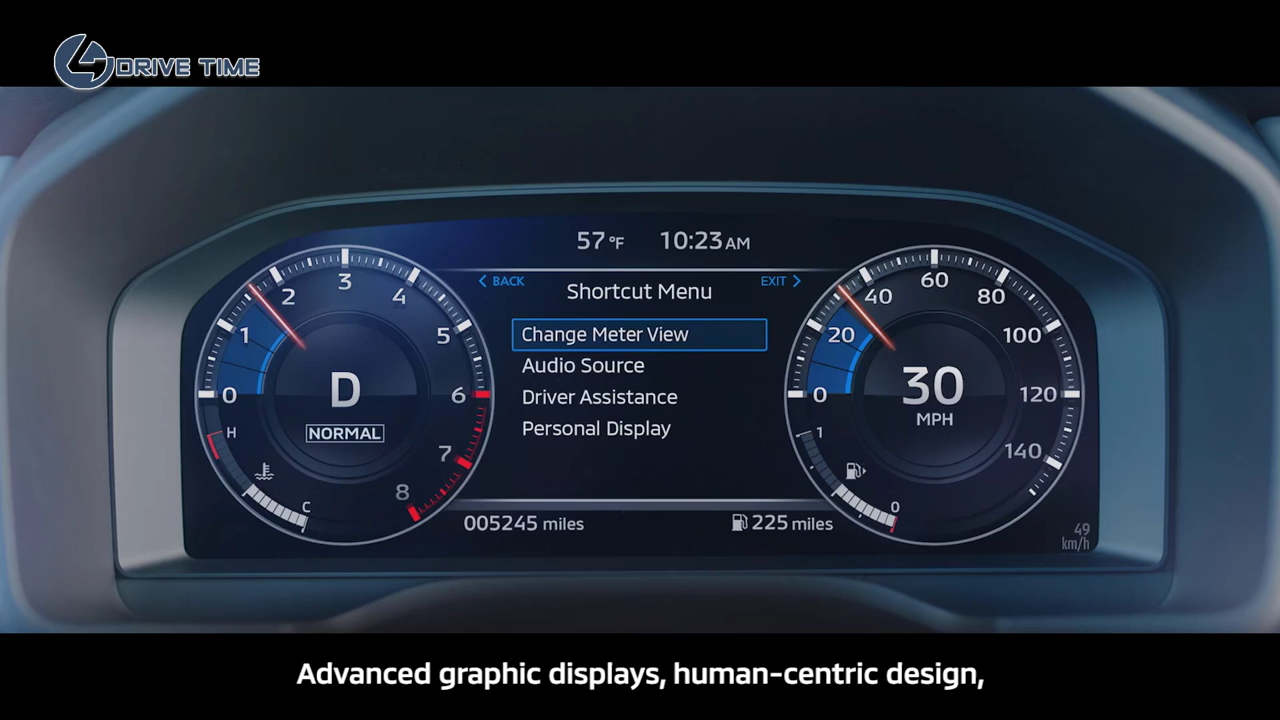 DRIVE TIME
57 °F 10:23 AM
BACK
EXIT
Shortcut Menu
Change Meter View
Audio Source
Driver Assistance
Personal Display
005245 miles
225 miles
0
1
2
3
4
5
6
7
8
D
NORMAL
H
C
0
20
40
60
80
100
120
140
30
MPH
1
0
49
km/h
Advanced graphic displays, human-centric design,